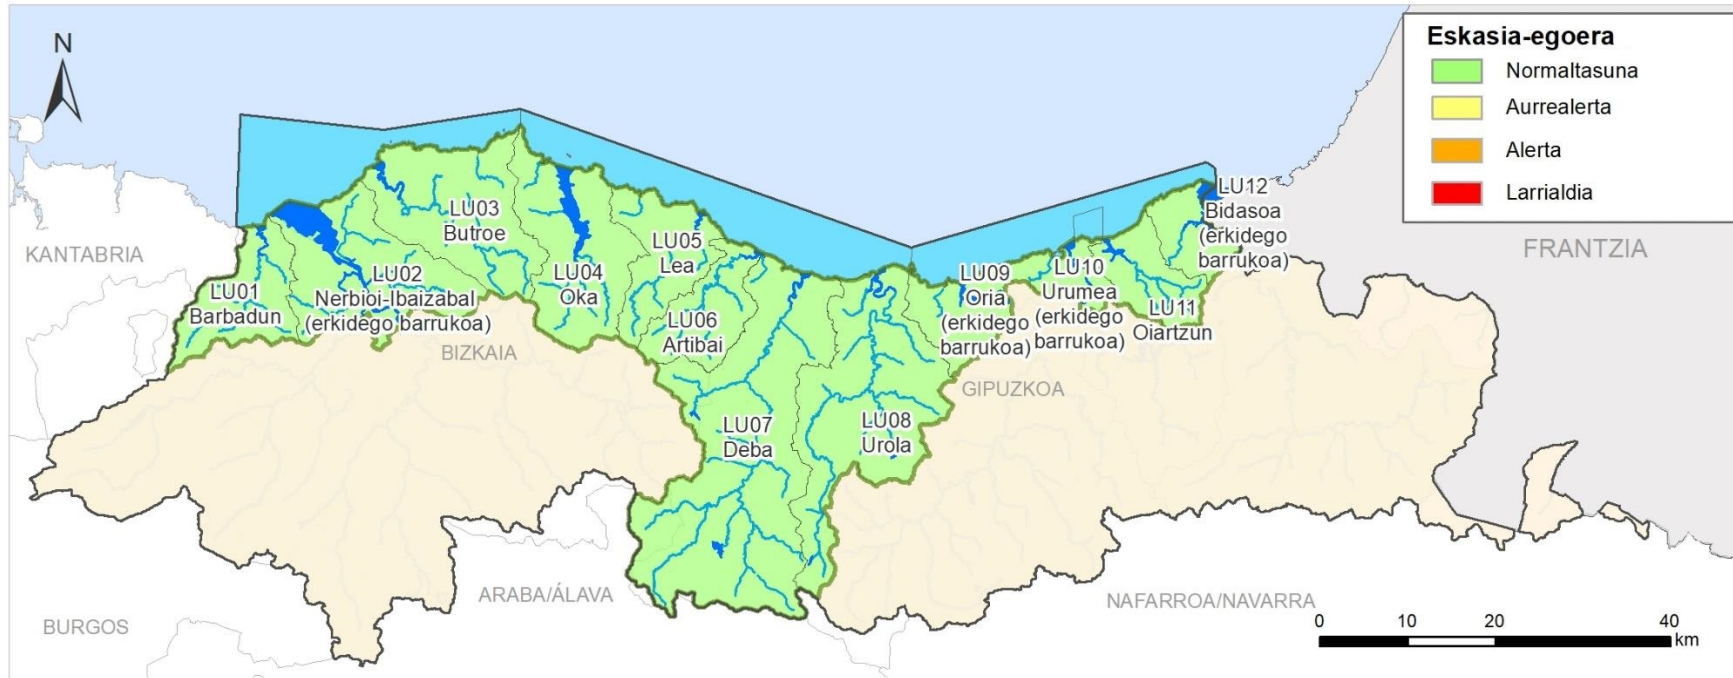 N
Eskasia-egoera
Normaltasuna
Aurrealerta
Alerta
Larrialdia
KANTABRIA
FRANTZIA
LU01
Barbadun
LU02
Nerbioi-Ibaizabal
(erkidego barrukoa)
LU03
Butroe
LU04
Oka
LU05
Lea
LU06
Artibai
LU07
Deba
LU08
Urola
LU09
Oria
(erkidego
barrukoa)
LU10
Urumea
(erkidego
barrukoa)
LU11
Oiartzun
LU12
Bidasoa
(erkidego
barrukoa)
BIZKAIA
GIPUZKOA
ARABA/ÁLAVA
NAFARROA/NAVARRA
BURGOS
0 10 20 40
km